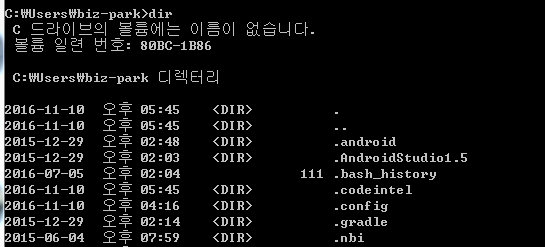 C:₩Users₩biz-park>dir
C 드라이브의 볼륨에는 이름이 없습니다.
볼륨 일련 번호: 80BC-1B86
C:₩Users₩biz-park 디렉터리
2016-11-10 오후 05:45 <DIR> .
2016-11-10 오후 05:45 <DIR> ..
2015-12-29 오후 02:48 <DIR> .android
2015-12-29 오후 02:03 <DIR> .AndroidStudio1.5
2016-07-05 오후 02:04 111 .bash_history
2016-11-10 오후 05:45 <DIR> .codeintel
2016-11-10 오후 04:16 <DIR> .config
2015-12-29 오후 02:14 <DIR> .gradle
2015-06-04 오후 07:59 <DIR> .nbi